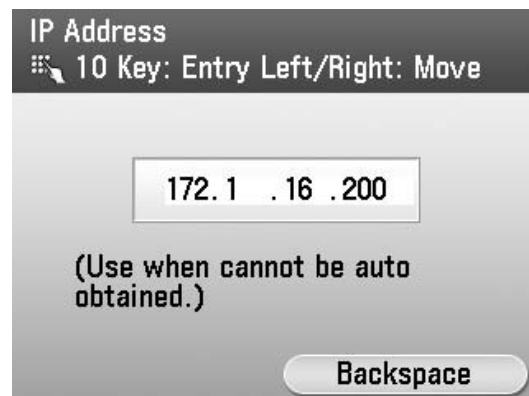 IP Address
10 Key: Entry Left/Right: Move
172.1 .16 .200
(Use when cannot be auto
obtained.)
Backspace